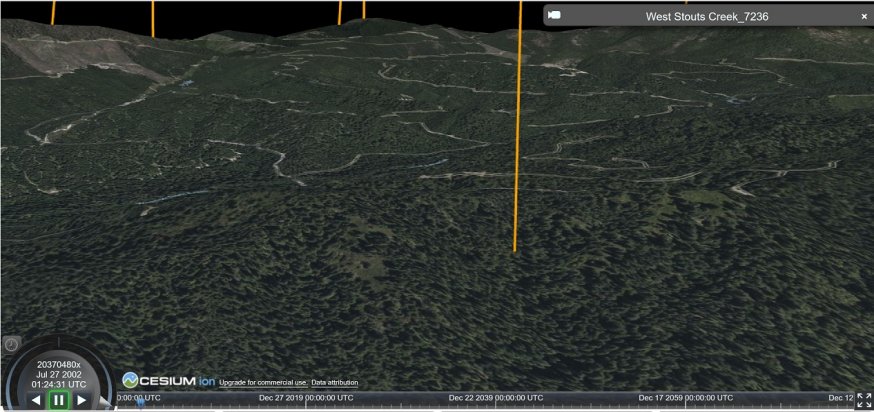 West Stouts Creek_7236
×
20370480x
Jul 27 2002
01:24:31 UTC
CESIUM ion Upgrade for commercial use. Data attribution
0:00:00 UTC Dec 27 2019 00:00:00 UTC Dec 22 2039 00:00:00 UTC Dec 17 2059 00:00:00 UTC Dec 12